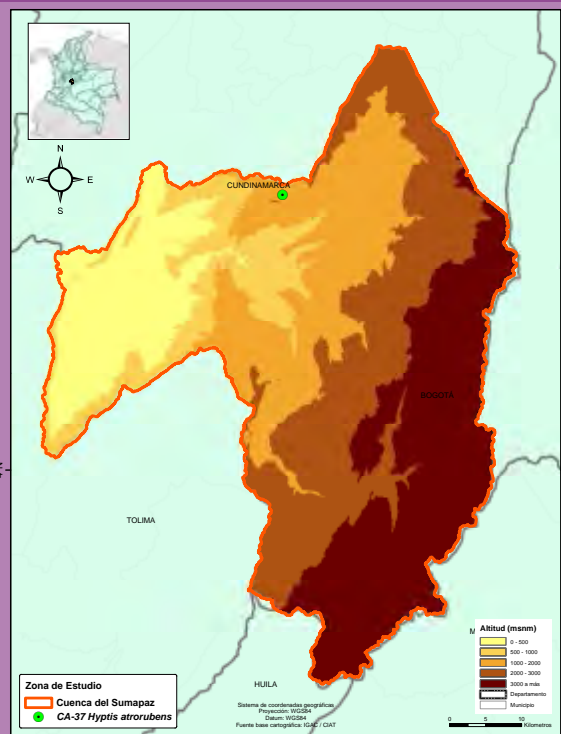 N
W E
S
CUNDINAMARCA
BOGOTÁ
TOLIMA
HUILA
Zona de Estudio
Cuenca del Sumapaz
CA-37 Hyptis atrorubens
Sistema de coordenadas geográficas
Proyección: WGS84
Datum: WGS84
Fuente base cartográfica: IGAC / CIAT
Altitud (msnm)
0 - 500
500 - 1000
1000 - 2000
2000 - 3000
3000 a más
Departamento
Municipio
0 5 10
Kilometros